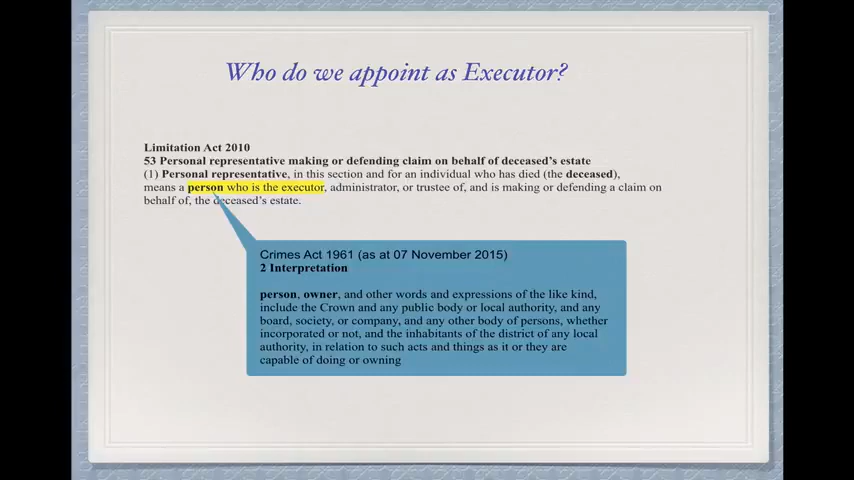 Who do we appoint as Executor?
Limitation Act 2010
53 Personal representative making or defending claim on behalf of deceased's estate
(1) Personal representative, in this section and for an individual who has died (the deceased),
means a person who is the executor, administrator, or trustee of, and is making or defending a claim on
behalf of, the deceased's estate.
Crimes Act 1961 (as at 07 November 2015)
2 Interpretation
person, owner, and other words and expressions of the like kind,
include the Crown and any public body or local authority, and any
board, society, or company, and any other body of persons, whether
incorporated or not, and the inhabitants of the district of any local
authority, in relation to such acts and things as it or they are
capable of doing or owning